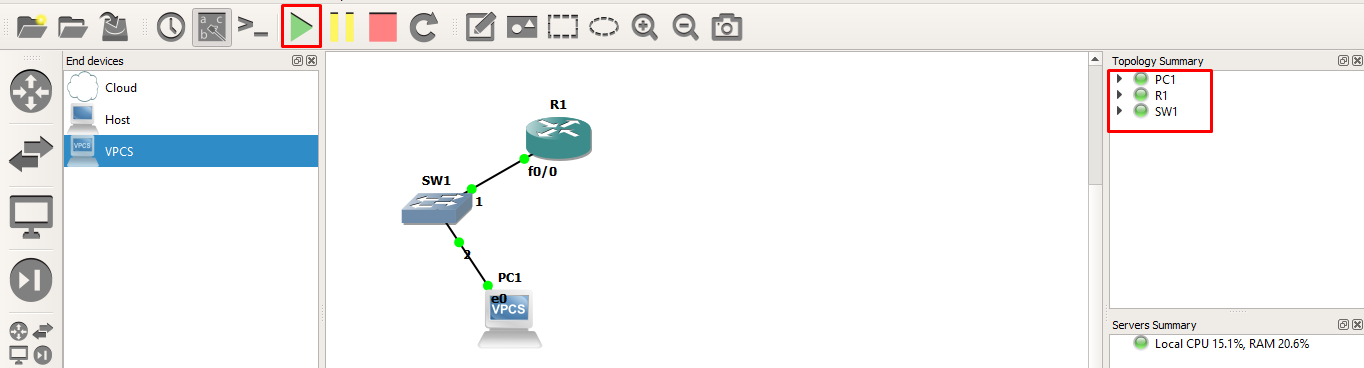 a c
b
>_
End devices
Cloud
Host
VPCS
VPCS
R1
f0/0
SW1
1
2
PC1
e0
VPCS
Topology Summary
PC1
R1
SW1
Servers Summary
Local CPU 15.1%, RAM 20.6%